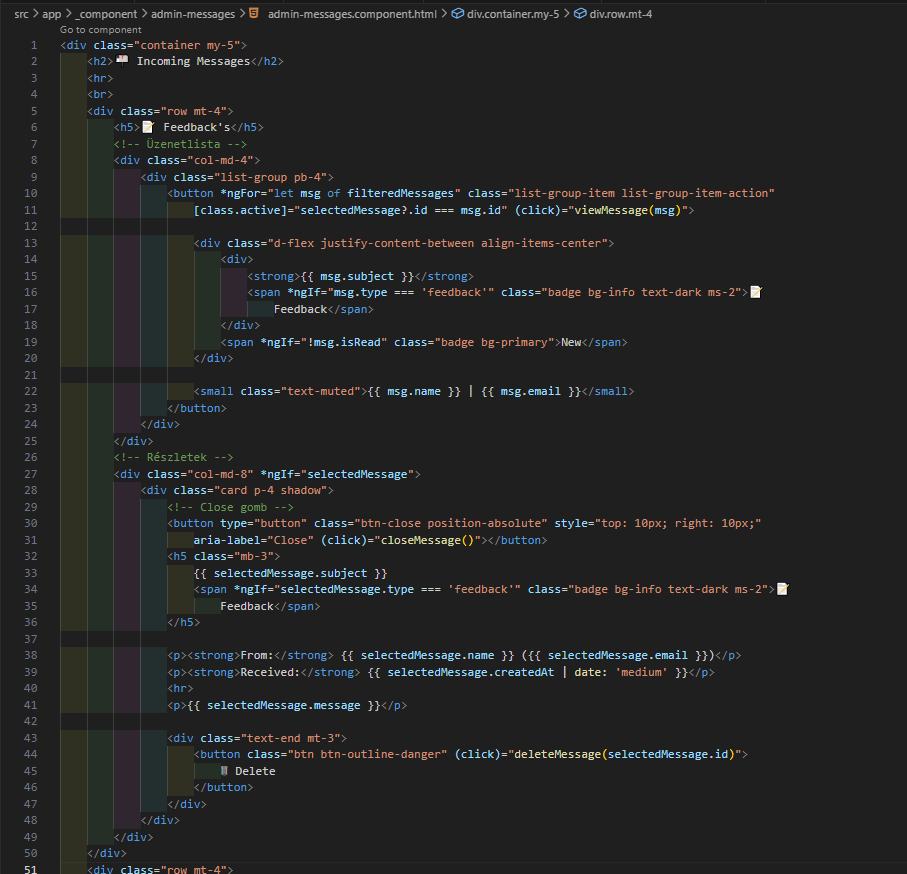 src > app > _component > admin-messages > admin-messages.component.html > div.container.my-5 > div.row.mt-4
Go to component
1 <div class="container my-5">
2 <h2>📬 Incoming Messages</h2>
3 <hr>
4 <br>
5 <div class="row mt-4">
6 <h5>📝 Feedback's</h5>
7 <!-- Üzenetlista -->
8 <div class="col-md-4">
9 <div class="list-group pb-4">
10 <button *ngFor="let msg of filteredMessages" class="list-group-item list-group-item-action"
11 [class.active]="selectedMessage?.id === msg.id" (click)="viewMessage(msg)">
12
13 <div class="d-flex justify-content-between align-items-center">
14 <div>
15 <strong>{{ msg.subject }}</strong>
16 <span *ngIf="msg.type === 'feedback'" class="badge bg-info text-dark ms-2">📝
17 Feedback</span>
18 </div>
19 <span *ngIf="!msg.isRead" class="badge bg-primary">New</span>
20 </div>
21
22 <small class="text-muted">{{ msg.name }} | {{ msg.email }}</small>
23 </button>
24 </div>
25 </div>
26 <!-- Részletek -->
27 <div class="col-md-8" *ngIf="selectedMessage">
28 <div class="card p-4 shadow">
29 <!-- Close gomb -->
30 <button type="button" class="btn-close position-absolute" style="top: 10px; right: 10px;"
31 aria-label="Close" (click)="closeMessage()"></button>
32 <h5 class="mb-3">
33 {{ selectedMessage.subject }}
34 <span *ngIf="selectedMessage.type === 'feedback'" class="badge bg-info text-dark ms-2">📝
35 Feedback</span>
36 </h5>
37
38 <p><strong>From:</strong> {{ selectedMessage.name }} ({{ selectedMessage.email }})</p>
39 <p><strong>Received:</strong> {{ selectedMessage.createdAt | date: 'medium' }}</p>
40 <hr>
41 <p>{{ selectedMessage.message }}</p>
42
43 <div class="text-end mt-3">
44 <button class="btn btn-outline-danger" (click)="deleteMessage(selectedMessage.id)">
45 🗑 Delete
46 </button>
47 </div>
48 </div>
49 </div>
50 </div>
51 <div class="row mt-4">